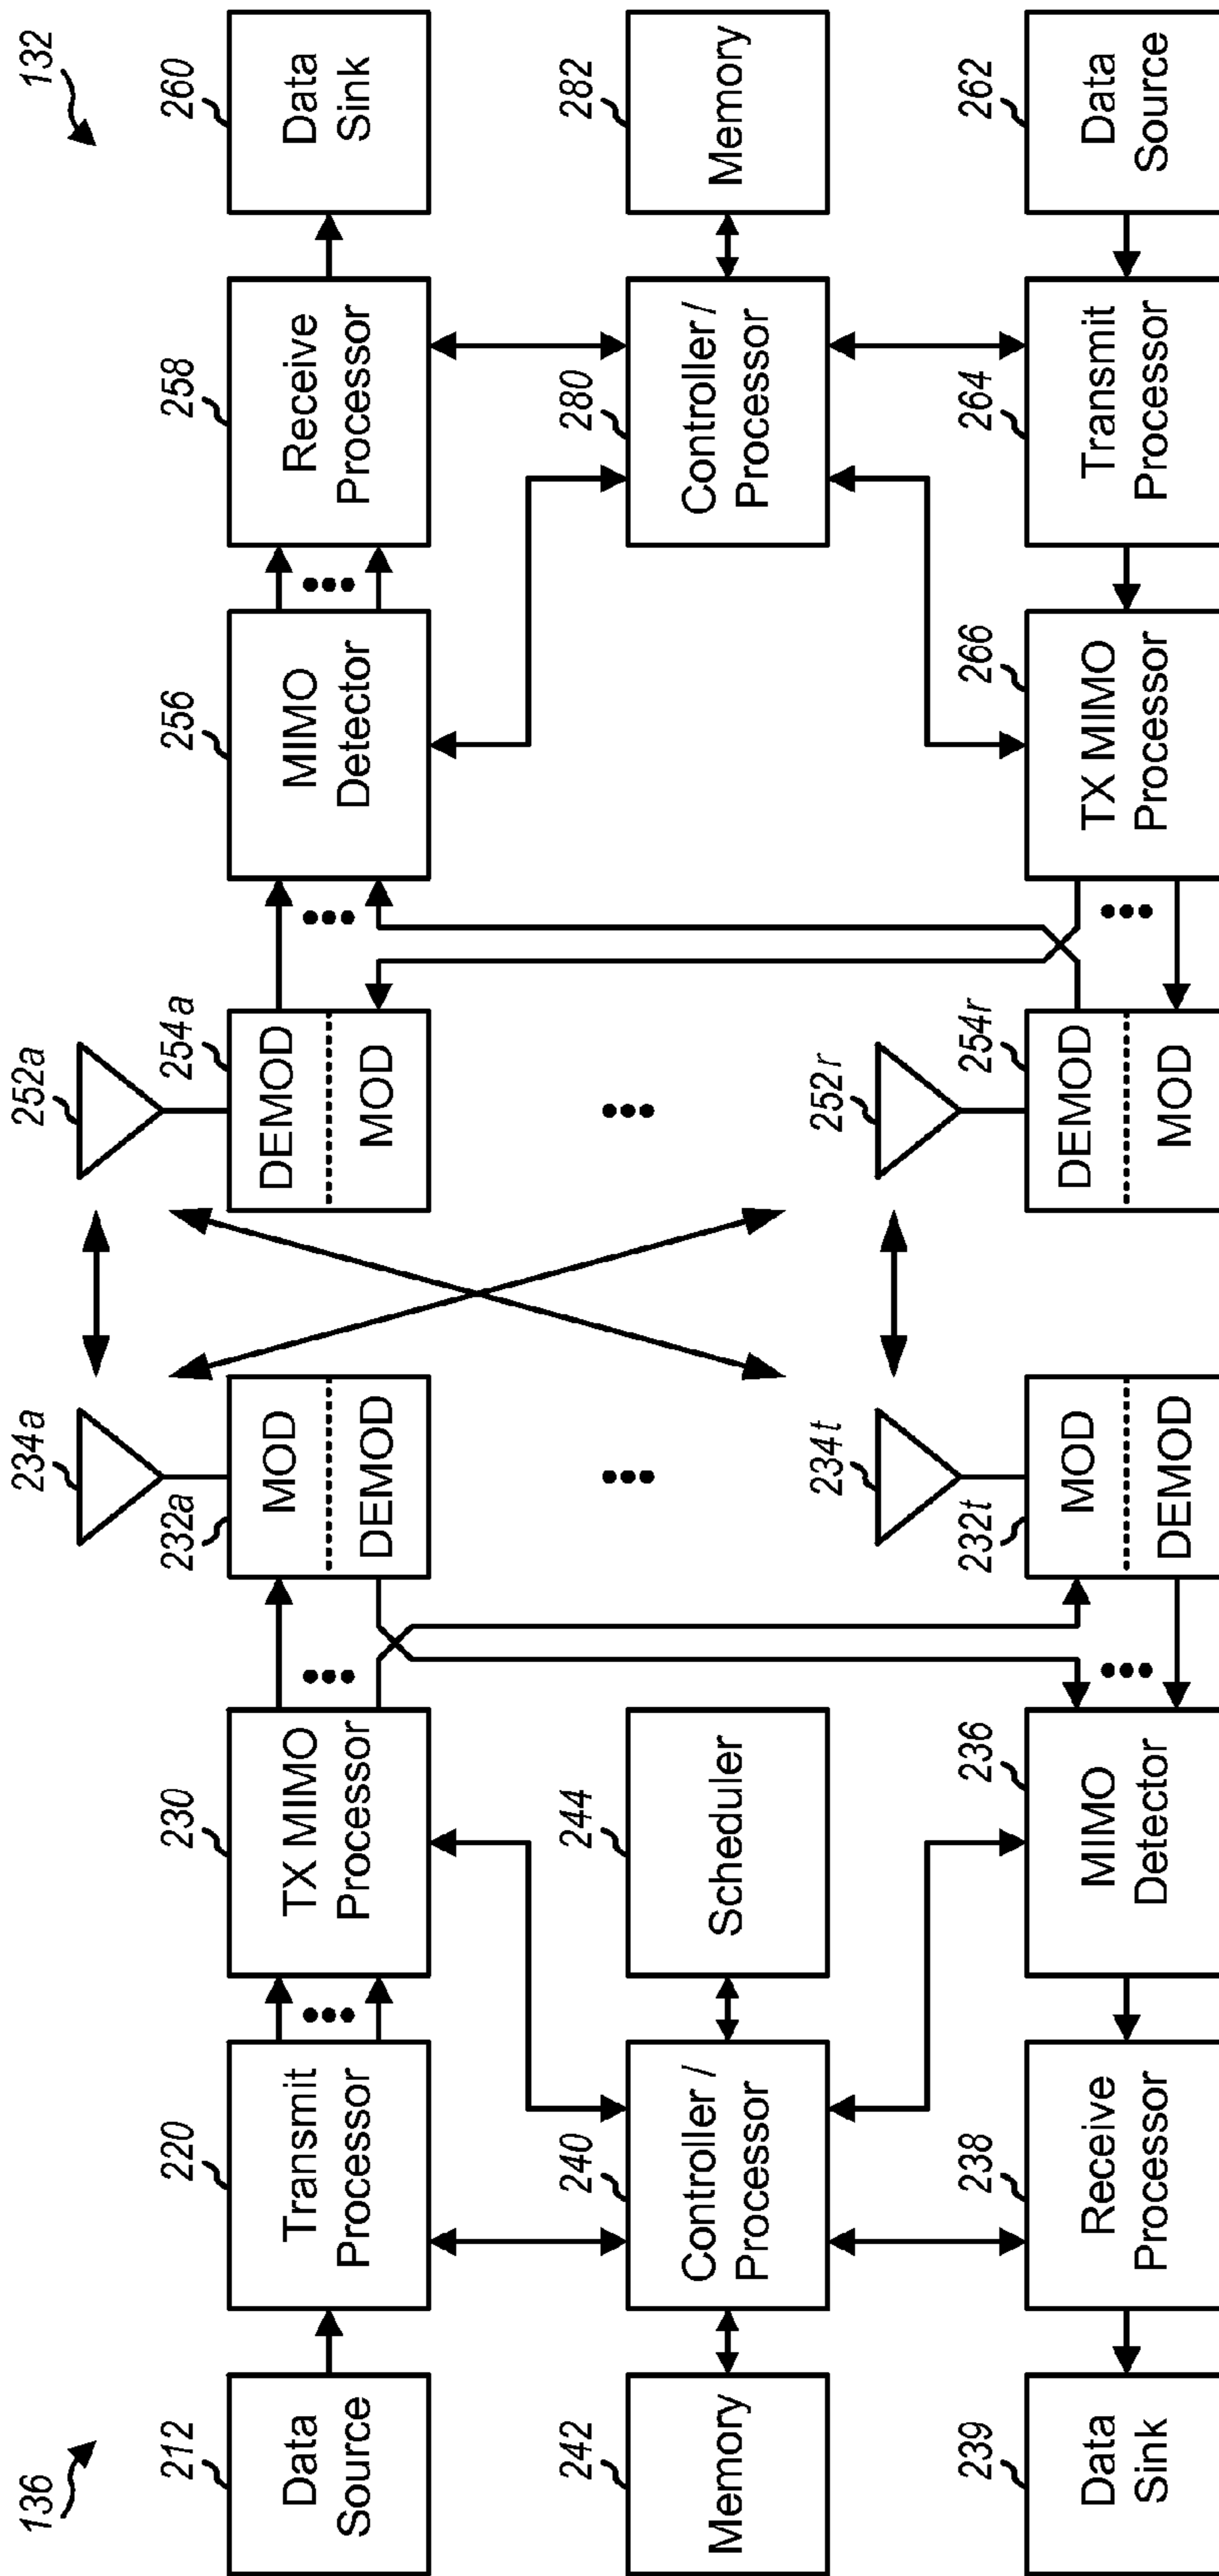 136
132
212
Data
Source
220
Transmit
Processor
230
TX MIMO
Processor
234a
232a
MOD
DEMOD
252a
254a
DEMOD
MOD
256
MIMO
Detector
258
Receive
Processor
260
Data
Sink
242
Memory
240
Controller /
Processor
244
Scheduler
280
Controller /
Processor
282
Memory
239
Data
Sink
238
Receive
Processor
236
MIMO
Detector
234t
232t
MOD
DEMOD
252r
254r
DEMOD
MOD
266
TX MIMO
Processor
264
Transmit
Processor
262
Data
Source